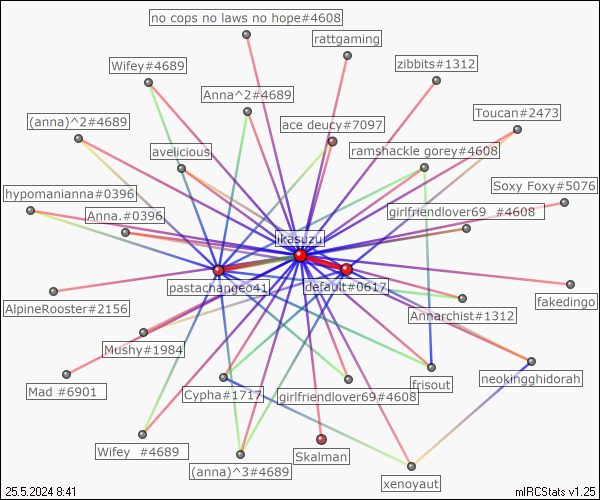 no cops no laws no hope#4608
rattgaming
zibbits#1312
Wifey#4689
Anna^2#4689
Toucan#2473
(anna)^2#4689
ace deucy#7097
avelicious
ramshackle gorey#4608
Soxy Foxy#5076
hypomanianna#0396
Anna.#0396
girlfriendlover69 _#4608
ikasuzu
pastachangeo41
default#0617
AlpineRooster#2156
Annarchist#1312
fakedingo
Mushy#1984
Mad #6901
Cypha#1717
girlfriendlover69#4608
frisout
neokingghidorah
Wifey  #4689
Skalman
(anna)^3#4689
xenoyaut
25.5.2024 8:41
mIRCStats v1.25